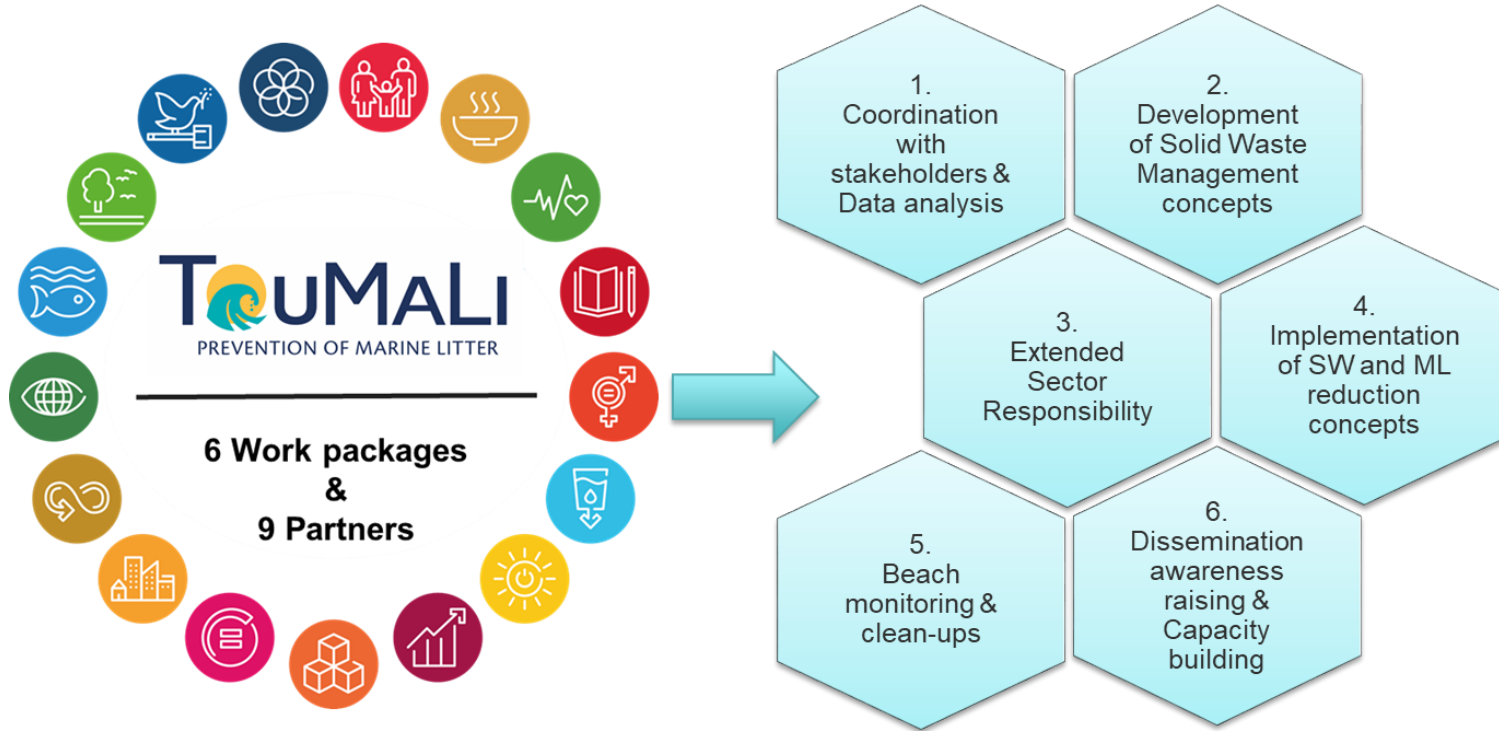 TouMaLi
PREVENTION OF MARINE LITTER
6 Work packages
&
9 Partners
1.
Coordination
with
stakeholders &
Data analysis
2.
Development
of Solid Waste
Management
concepts
3.
Extended
Sector
Responsibility
4.
Implementation
of SW and ML
reduction
concepts
5.
Beach
monitoring &
clean-ups
6.
Dissemination
awareness
raising &
Capacity
building